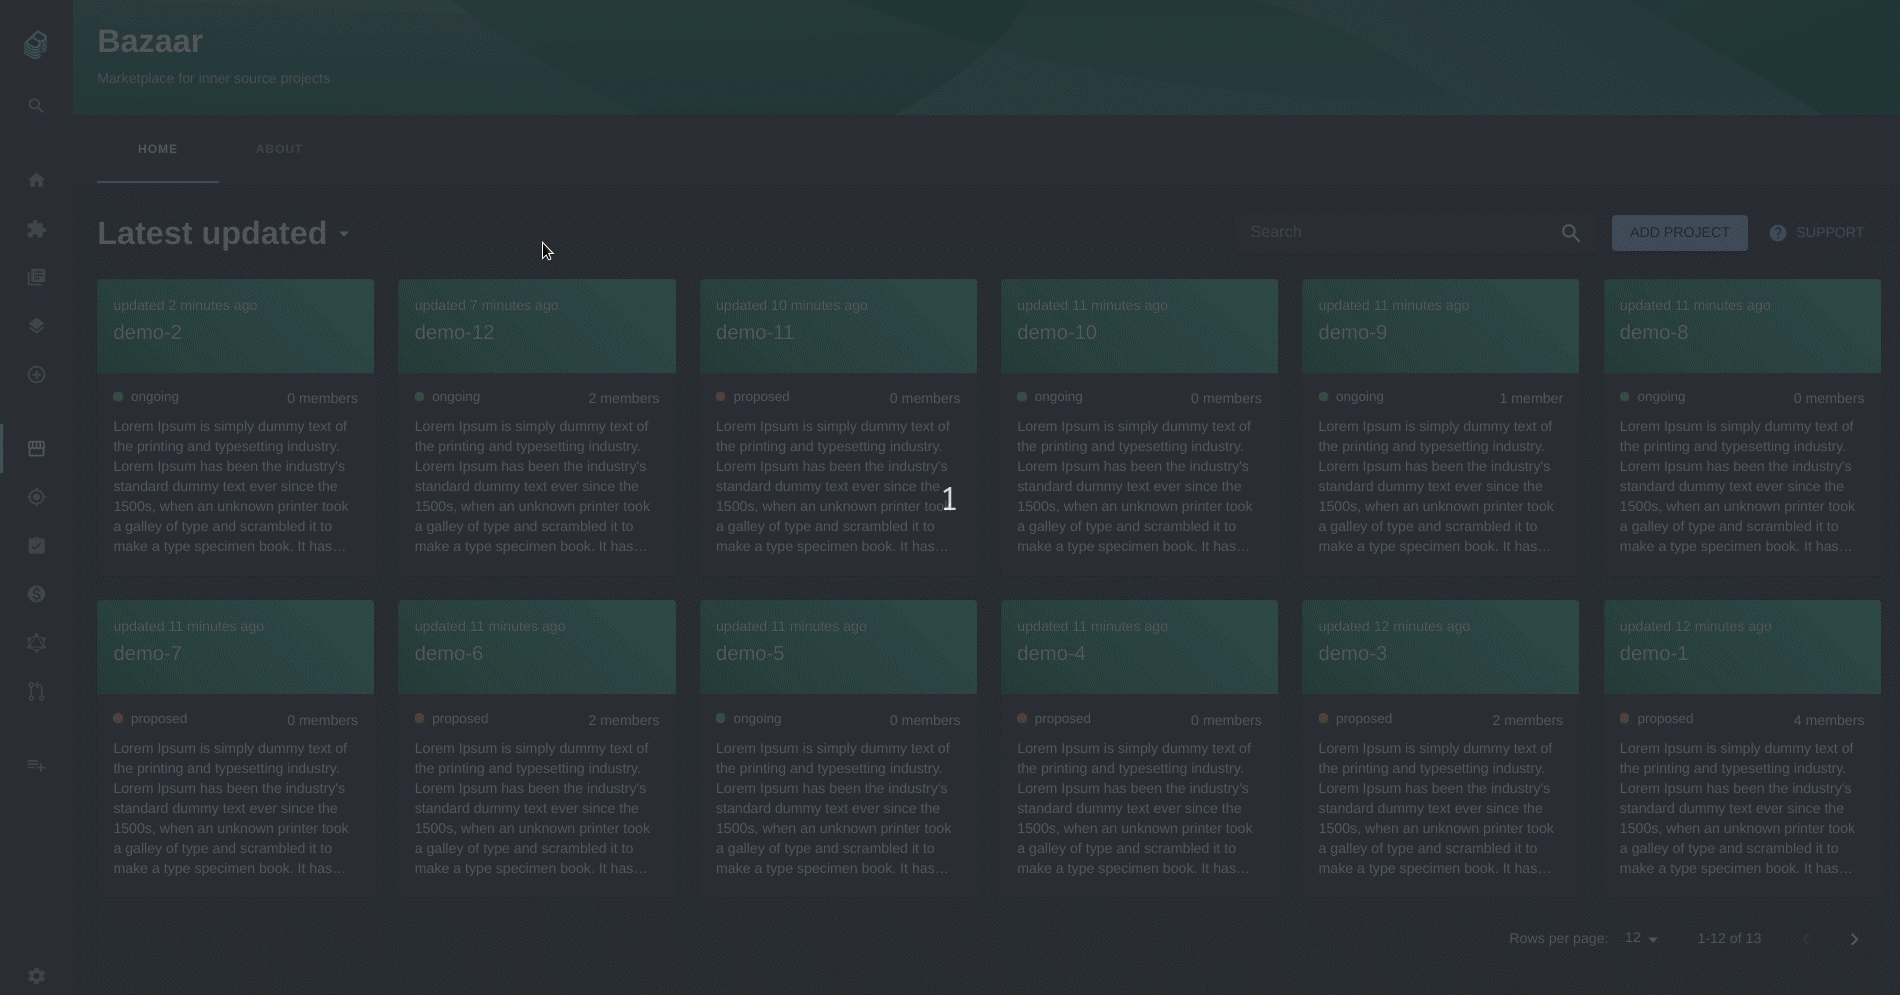 Bazaar
Marketplace for inner source projects
HOME ABOUT
Latest updated
Search
ADD PROJECT
SUPPORT
updated 2 minutes ago
demo-2
ongoing 0 members
Lorem Ipsum is simply dummy text of
the printing and typesetting industry.
Lorem Ipsum has been the industry's
standard dummy text ever since the
1500s, when an unknown printer took
a galley of type and scrambled it to
make a type specimen book. It has...
updated 7 minutes ago
demo-12
ongoing 2 members
Lorem Ipsum is simply dummy text of
the printing and typesetting industry.
Lorem Ipsum has been the industry's
standard dummy text ever since the
1500s, when an unknown printer took
a galley of type and scrambled it to
make a type specimen book. It has...
updated 10 minutes ago
demo-11
proposed 0 members
Lorem Ipsum is simply dummy text of
the printing and typesetting industry.
Lorem Ipsum has been the industry's
standard dummy text ever since the
1500s, when an unknown printer took
a galley of type and scrambled it to
make a type specimen book. It has...
1
updated 11 minutes ago
demo-10
ongoing 0 members
Lorem Ipsum is simply dummy text of
the printing and typesetting industry.
Lorem Ipsum has been the industry's
standard dummy text ever since the
1500s, when an unknown printer took
a galley of type and scrambled it to
make a type specimen book. It has...
updated 11 minutes ago
demo-9
ongoing 1 member
Lorem Ipsum is simply dummy text of
the printing and typesetting industry.
Lorem Ipsum has been the industry's
standard dummy text ever since the
1500s, when an unknown printer took
a galley of type and scrambled it to
make a type specimen book. It has...
updated 11 minutes ago
demo-8
ongoing 0 members
Lorem Ipsum is simply dummy text of
the printing and typesetting industry.
Lorem Ipsum has been the industry's
standard dummy text ever since the
1500s, when an unknown printer took
a galley of type and scrambled it to
make a type specimen book. It has...
updated 11 minutes ago
demo-7
proposed 0 members
Lorem Ipsum is simply dummy text of
the printing and typesetting industry.
Lorem Ipsum has been the industry's
standard dummy text ever since the
1500s, when an unknown printer took
a galley of type and scrambled it to
make a type specimen book. It has...
updated 11 minutes ago
demo-6
proposed 2 members
Lorem Ipsum is simply dummy text of
the printing and typesetting industry.
Lorem Ipsum has been the industry's
standard dummy text ever since the
1500s, when an unknown printer took
a galley of type and scrambled it to
make a type specimen book. It has...
updated 11 minutes ago
demo-5
ongoing 0 members
Lorem Ipsum is simply dummy text of
the printing and typesetting industry.
Lorem Ipsum has been the industry's
standard dummy text ever since the
1500s, when an unknown printer took
a galley of type and scrambled it to
make a type specimen book. It has...
updated 11 minutes ago
demo-4
proposed 0 members
Lorem Ipsum is simply dummy text of
the printing and typesetting industry.
Lorem Ipsum has been the industry's
standard dummy text ever since the
1500s, when an unknown printer took
a galley of type and scrambled it to
make a type specimen book. It has...
updated 12 minutes ago
demo-3
proposed 2 members
Lorem Ipsum is simply dummy text of
the printing and typesetting industry.
Lorem Ipsum has been the industry's
standard dummy text ever since the
1500s, when an unknown printer took
a galley of type and scrambled it to
make a type specimen book. It has...
updated 12 minutes ago
demo-1
proposed 4 members
Lorem Ipsum is simply dummy text of
the printing and typesetting industry.
Lorem Ipsum has been the industry's
standard dummy text ever since the
1500s, when an unknown printer took
a galley of type and scrambled it to
make a type specimen book. It has...
Rows per page: 12 1-12 of 13